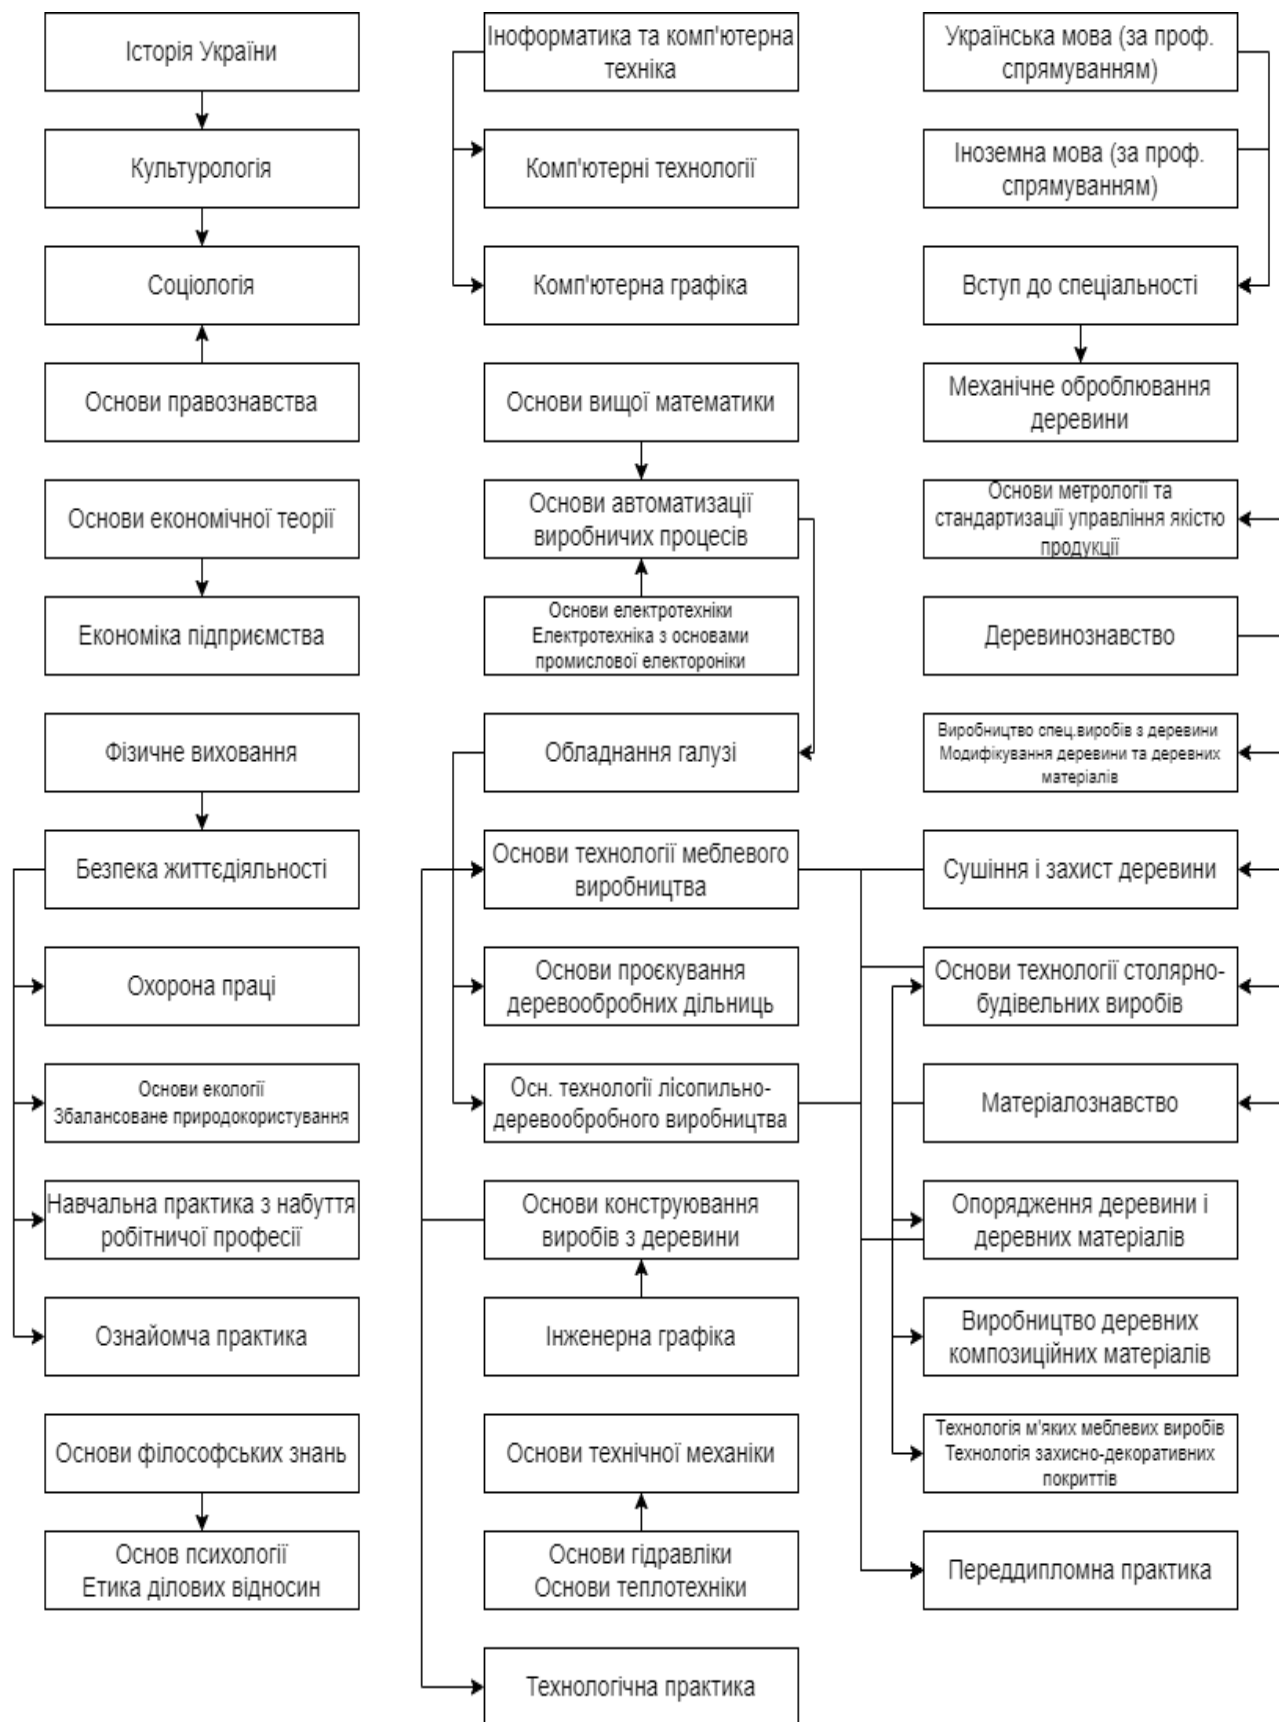 Історія України
Культурологія
Соціологія
Основи правознавства
Основи економічної теорії
Економіка підприємства
Фізичне виховання
Безпека життєдіяльності
Охорона праці
Основи екології
Збалансоване природокористування
Навчальна практика з набуття
робітничої професії
Ознайомча практика
Основи філософських знань
Основ психології
Етика ділових відносин
Іноформатика та комп'ютерна
техніка
Комп'ютерні технології
Комп'ютерна графіка
Основи вищої математики
Основи автоматизації
виробничих процесів
Основи електротехніки
Електротехніка з основами
промислової електороніки
Обладнання галузі
Основи технології меблевого
виробництва
Основи проєкування
деревообробних дільниць
Осн. технології лісопильно-
деревообробного виробництва
Основи конструювання
виробів з деревини
Інженерна графіка
Основи технічної механіки
Основи гідравліки
Основи теплотехніки
Технологічна практика
Українська мова (за проф.
спрямуванням)
Іноземна мова (за проф.
спрямуванням)
Вступ до спеціальності
Механічне оброблювання
деревини
Основи метрології та
стандартизації управління якістю
продукції
Деревинознавство
Виробництво спец.виробів з деревини
Модифікування деревини та деревних
матеріалів
Сушіння і захист деревини
Основи технології столярно-
будівельних виробів
Матеріалознавство
Опорядження деревини і
деревних матеріалів
Виробництво деревних
композиційних матеріалів
Технологія м'яких меблевих виробів
Технологія захисно-декоративних
покриттів
Переддипломна практика